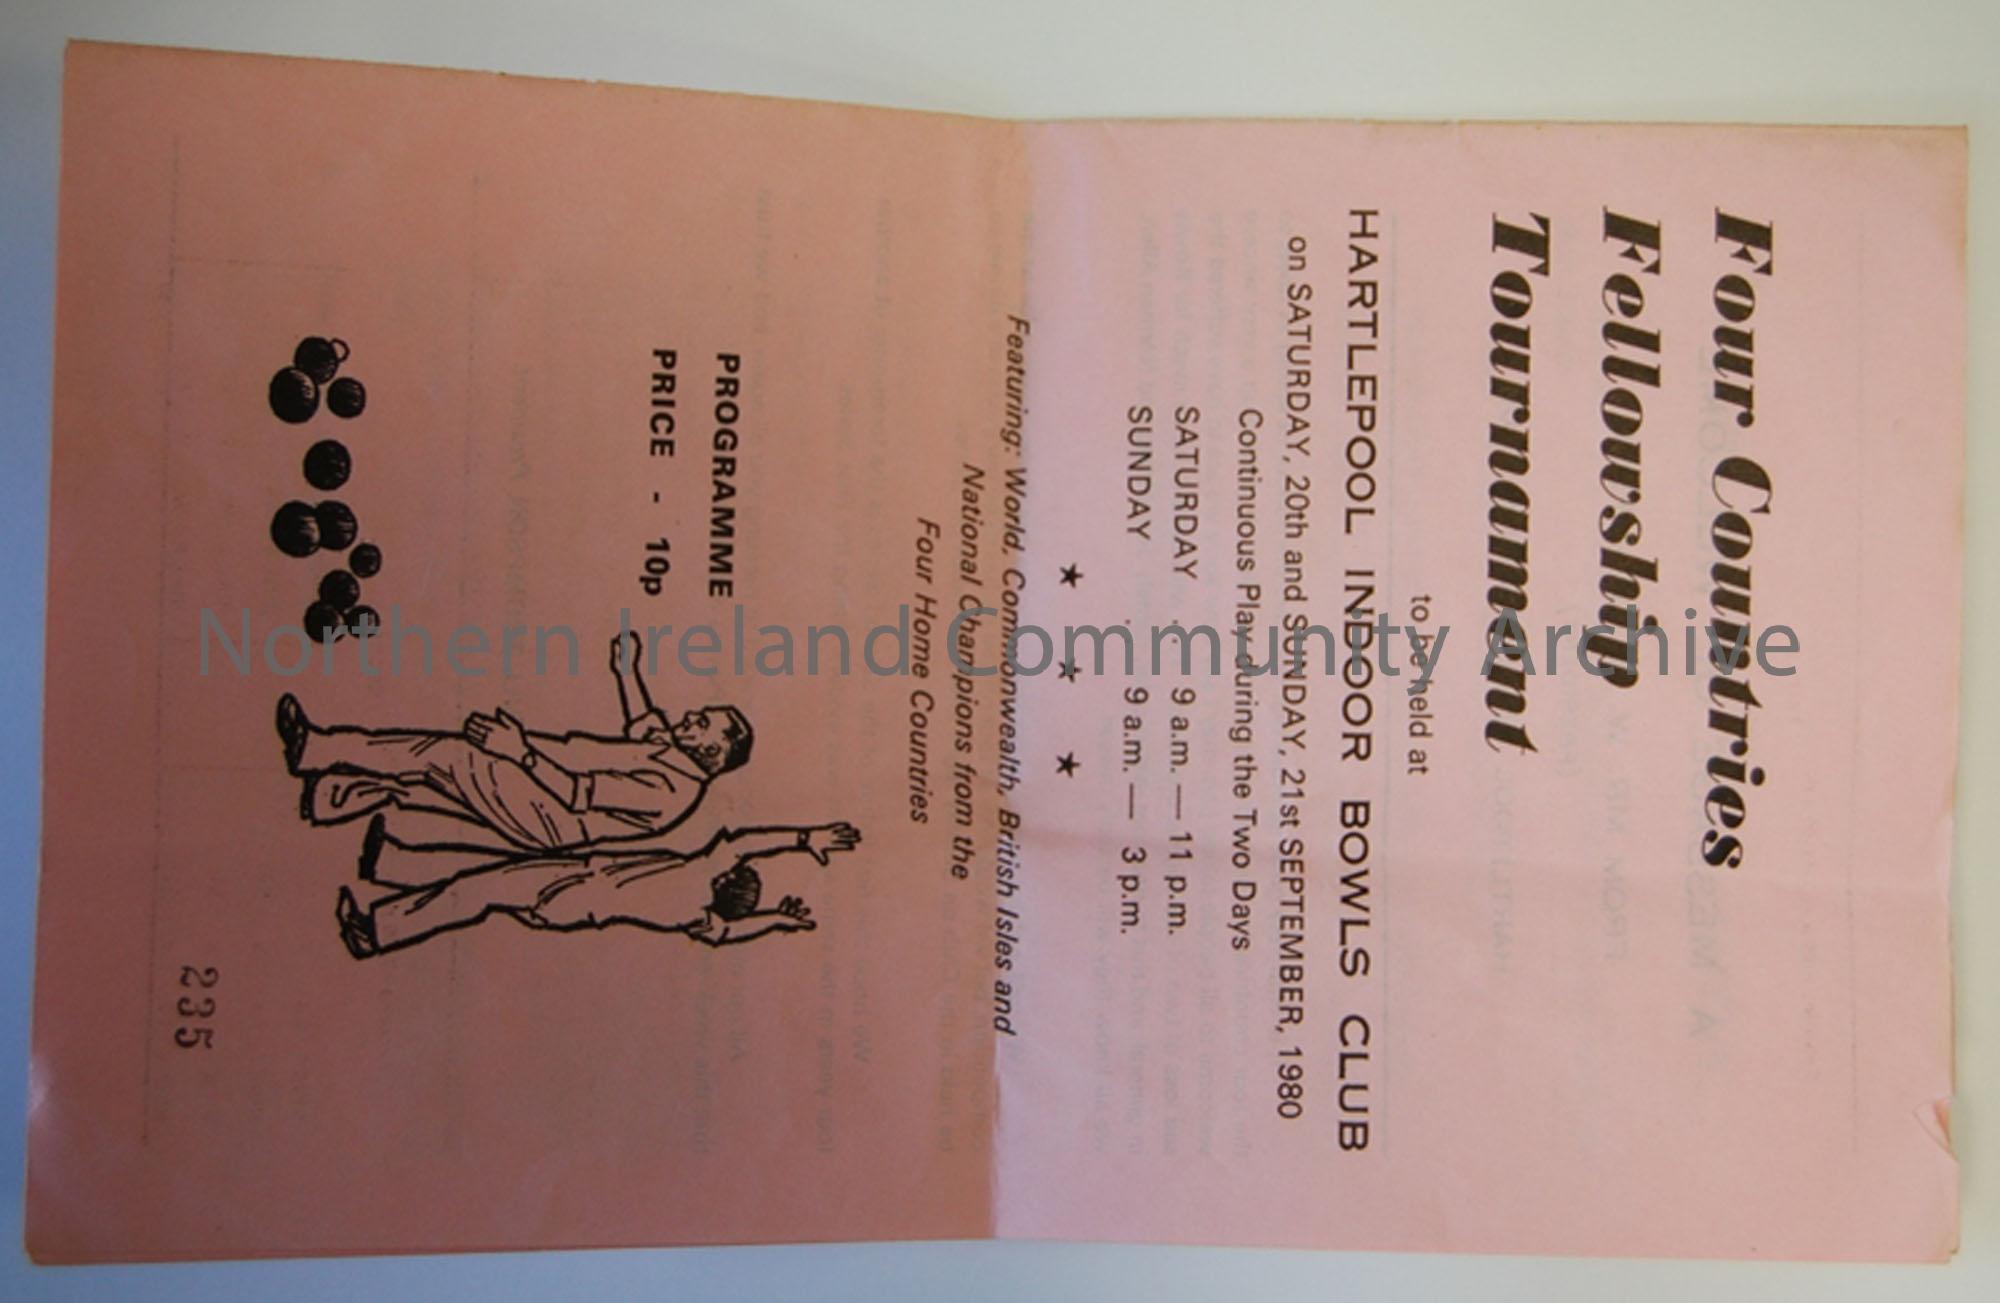 Four Countries
Fellowship
Tournament
to be held at
HARTLEPOOL INDOOR BOWLS CLUB
on SATURDAY, 20th and SUNDAY, 21st SEPTEMBER, 1980
Continuous Play during the Two Days
SATURDAY . . 9 a.m. — 11 p.m.
SUNDAY . 9 a.m. — 3 p.m.
★ ★ ★
Featuring: World, Commonwealth, British Isles and
National Champions from the
Four Home Countries
PROGRAMME
PRICE - 10p
235
Northern Ireland Community Archive